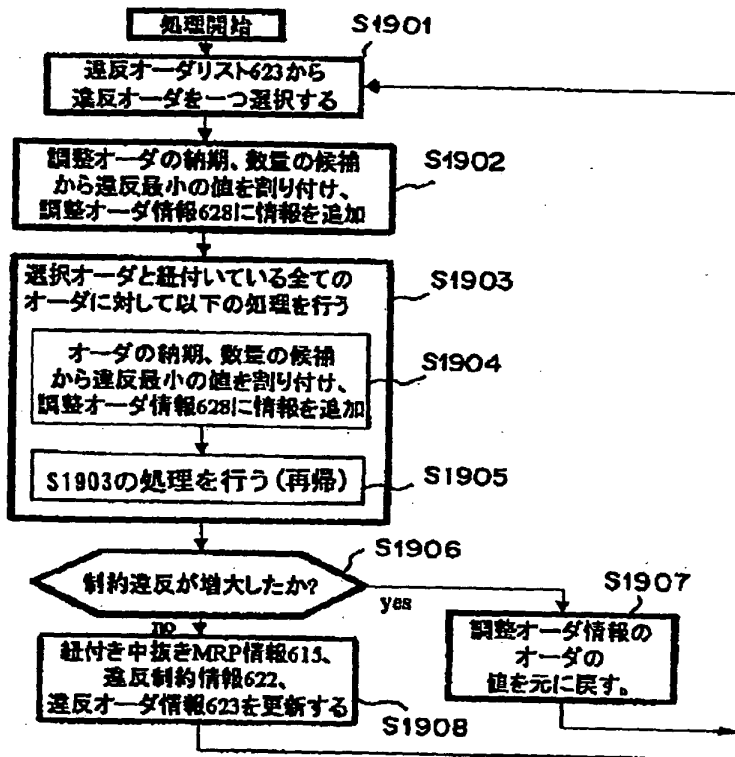 処理開始
S1901
違反オーダリスト623から
違反オーダを一つ選択する
調整オーダの納期、数量の候補
から違反最小の値を割り付け、
調整オーダ情報628に情報を追加
S1902
選択オーダと紐付いている全ての
オーダに対して以下の処理を行う
S1903
オーダの納期、数量の候補
から違反最小の値を割り付け、
調整オーダ情報628に情報を追加
S1904
S1903の処理を行う(再帰)
S1905
制約違反が増大したか?
S1906
yes
no
S1907
調整オーダ情報の
オーダの
値を元に戻す。
紐付き中抜きMRP情報615、
違反制約情報622、
違反オーダ情報623を更新する
S1908